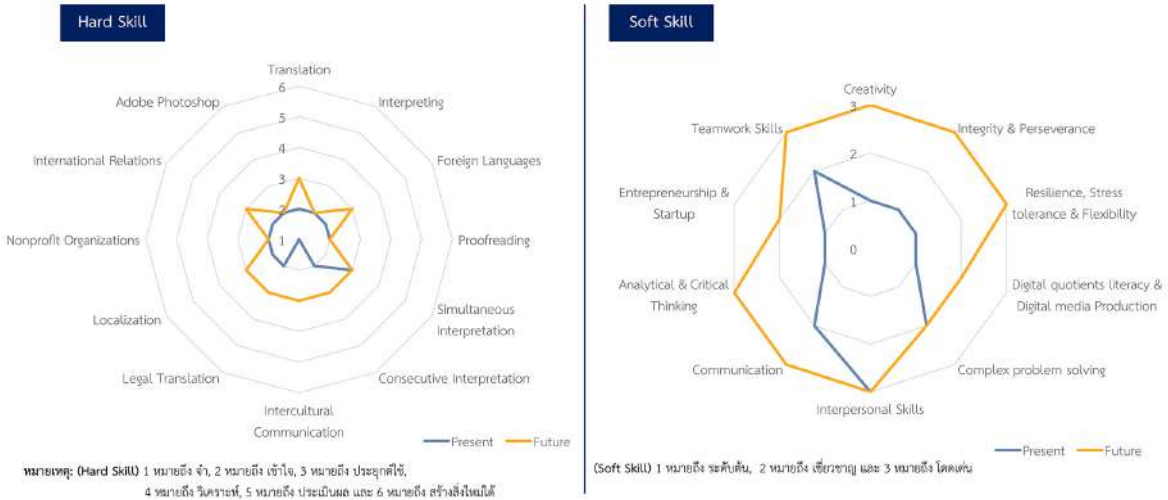 Hard Skill
Translation
Interpreting
Foreign Languages
Proofreading
Simultaneous
Interpretation
Consecutive Interpretation
Intercultural
Communication
Legal Translation
Localization
Nonprofit Organizations
International Relations
Adobe Photoshop
6
5
4
3
2
1
Present
Future
หมายเหตุ: (Hard Skill) 1 หมายถึง จำ, 2 หมายถึง เข้าใจ, 3 หมายถึง ประยุกต์ใช้,
4 หมายถึง วิเคราะห์, 5 หมายถึง ประเมินผล และ 6 หมายถึง สร้างสิ่งใหม่ได้
Soft Skill
Creativity
Integrity & Perseverance
Resilience, Stress
tolerance & Flexibility
Digital quotients literacy &
Digital media Production
Complex problem solving
Interpersonal Skills
Communication
Analytical & Critical
Thinking
Entrepreneurship &
Startup
Teamwork Skills
3
2
1
0
Present
Future
(Soft Skill) 1 หมายถึง ระดับต้น, 2 หมายถึง เชี่ยวชาญ และ 3 หมายถึง โดดเด่น